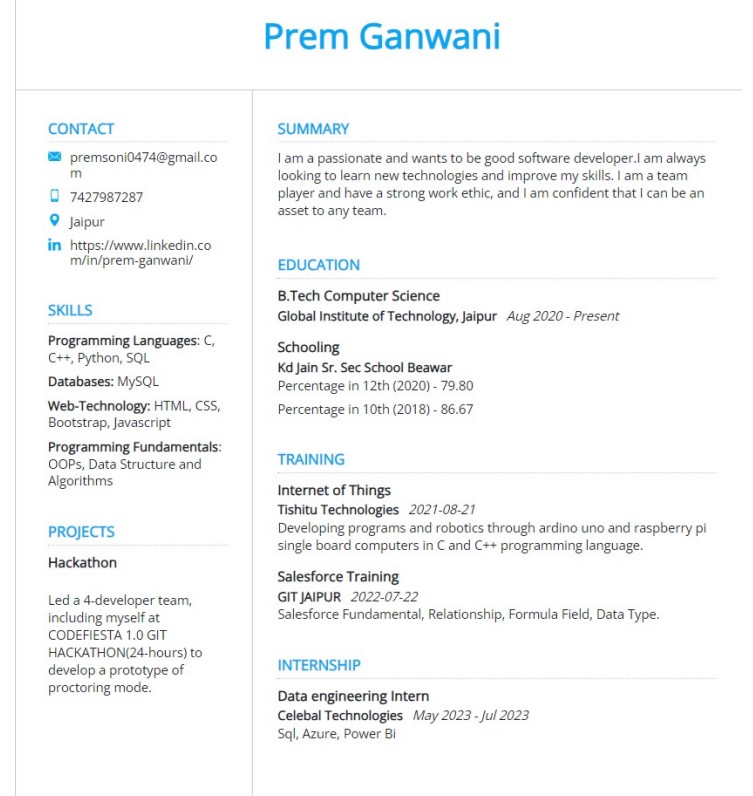 Prem Ganwani
CONTACT
premsoni0474@gmail.co
m
7427987287
Jaipur
in https://www.linkedin.co
m/in/prem-ganwani/
SKILLS
Programming Languages: C,
C++, Python, SQL
Databases: MySQL
Web-Technology: HTML, CSS,
Bootstrap, Javascript
Programming Fundamentals:
OOPs, Data Structure and
Algorithms
PROJECTS
Hackathon
Led a 4-developer team,
including myself at
CODEFIESTA 1.0 GIT
HACKATHON(24-hours) to
develop a prototype of
proctoring mode.
SUMMARY
I am a passionate and wants to be good software developer.I am always
looking to learn new technologies and improve my skills. I am a team
player and have a strong work ethic, and I am confident that I can be an
asset to any team.
EDUCATION
B.Tech Computer Science
Global Institute of Technology, Jaipur Aug 2020 - Present
Schooling
Kd Jain Sr. Sec School Beawar
Percentage in 12th (2020) - 79.80
Percentage in 10th (2018) - 86.67
TRAINING
Internet of Things
Tishitu Technologies 2021-08-21
Developing programs and robotics through ardino uno and raspberry pi
single board computers in C and C++ programming language.
Salesforce Training
GIT JAIPUR 2022-07-22
Salesforce Fundamental, Relationship, Formula Field, Data Type.
INTERNSHIP
Data engineering Intern
Celebal Technologies May 2023 - Jul 2023
Sql, Azure, Power Bi